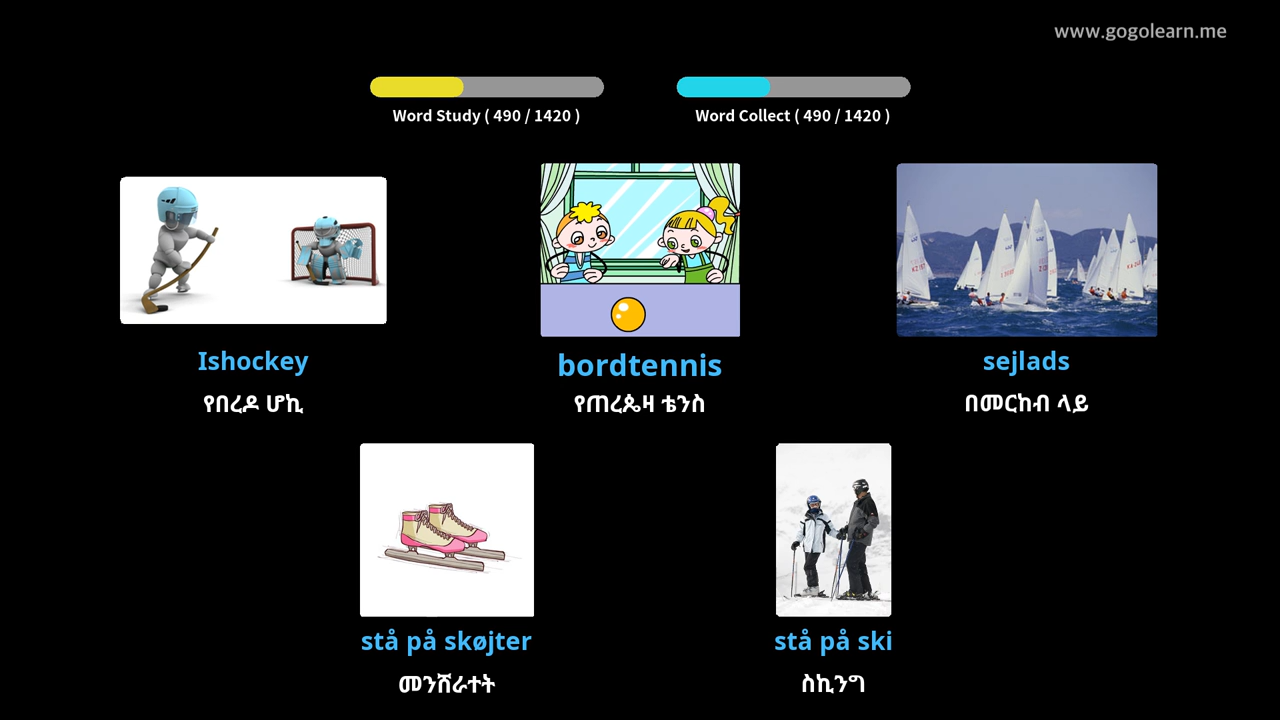 www.gogolearn.me
Word Study ( 490 / 1420 )
Word Collect ( 490 / 1420 )
Ishockey
የበረዶ ሆኪ
bordtennis
የጠረጴዛ ቴንስ
sejlads
በመርከብ ላይ
stå på skøjter
መንሸራተት
stå på ski
ስኪንግ